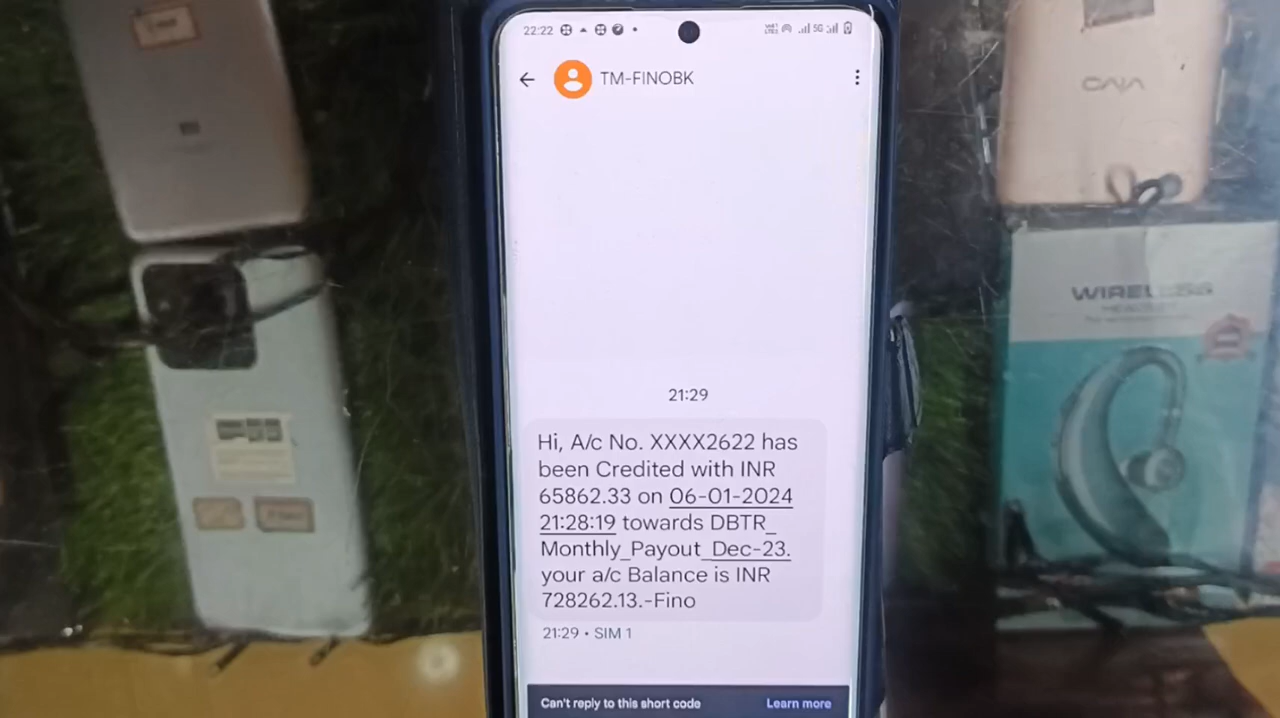 22:22
5G
TM-FINOBK
21:29
Hi, A/c No. XXXX2622 has
been Credited with INR
65862.33 on 06-01-2024
21:28:19 towards DBTR_
Monthly_Payout_Dec-23.
your a/c Balance is INR
728262.13.-Fino
21:29 • SIM 1
Can't reply to this short code
Learn more
vivo
WIRELESS